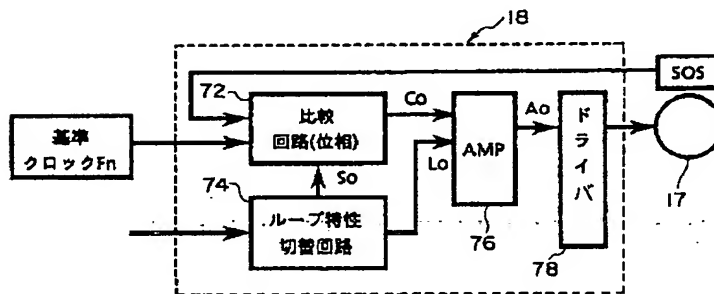 18
SOS
72
比較
回路(位相)
Co
AMP
Ao
ドライバ
基準
クロックFn
So
Lo
17
74
ループ特性
切替回路
76
78